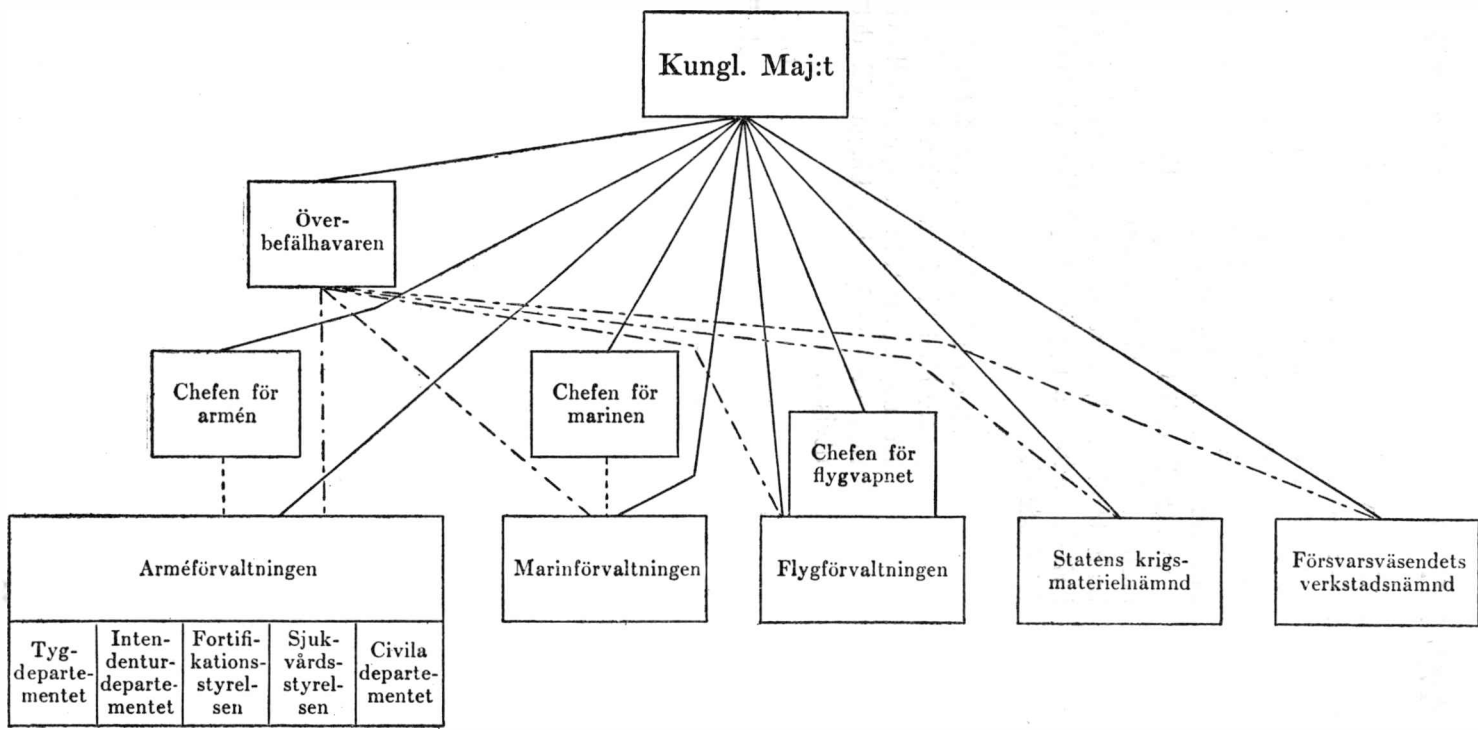 Kungl. Maj:t
Över-
befälhavaren
Chefen för
armén
Chefen för
marinen
Chefen för
flygvapnet
Arméförvaltningen
Marinförvaltningen
Flygförvaltningen
Statens krigs-
materielnämnd
Försvarsväsendets
verkstadsnämnd
Tyg-
departe-
mentet
Inten-
dentur-
departe-
mentet
Fortifi-
kations-
styrel-
sen
Sjuk-
vårds-
styrel-
sen
Civila
departe-
mentet